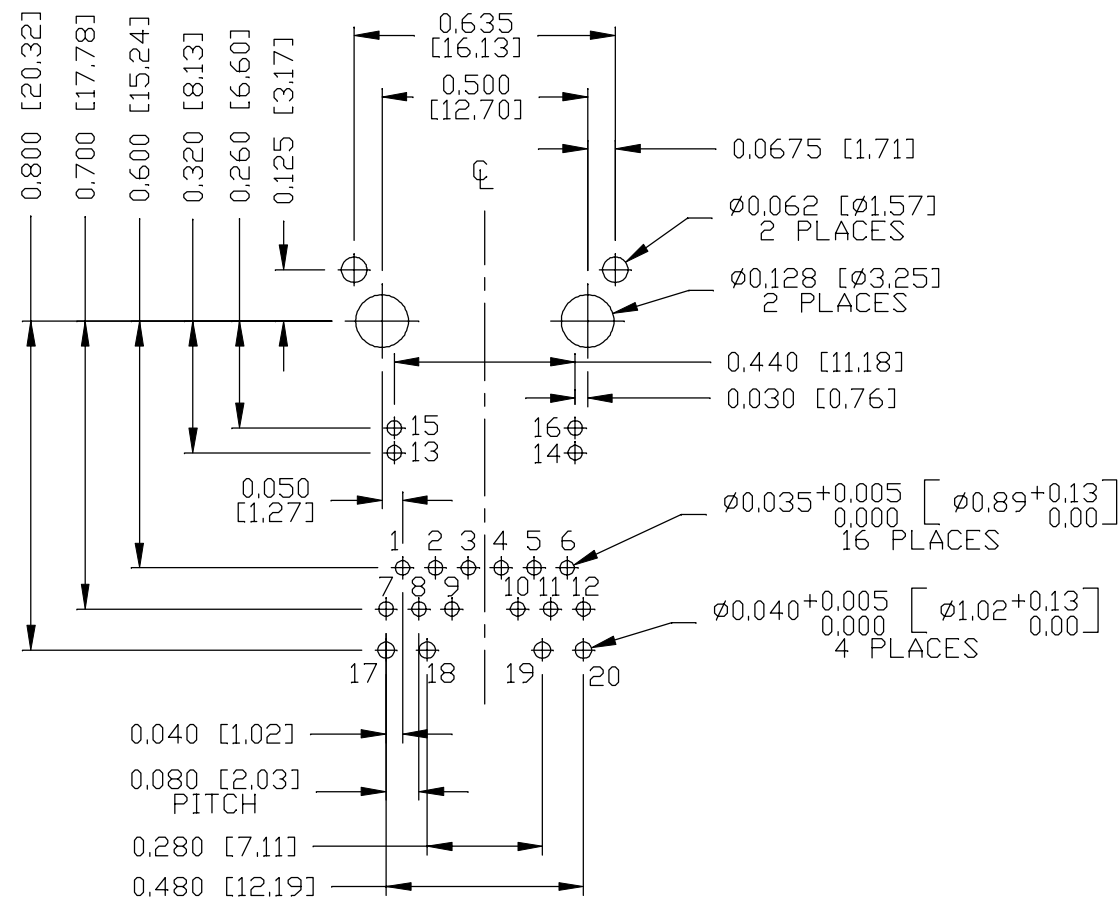 0,635
[16,13]
0,500
[12,70]
0,800 [20,32]
0,700 [17,78]
0,600 [15,24]
0,320 [8,13]
0,260 [6,60]
0,125 [3,17]
℄
0,0675 [1,71]
Ø0,062 [Ø1,57]
2 PLACES
Ø0,128 [Ø3,25]
2 PLACES
0,440 [11,18]
0,030 [0,76]
15 16
13 14
0,050
[1,27]
Ø0,035+0,005 [ Ø0,89+0,13 ]
0,000 0,00
16 PLACES
1 2 3 4 5 6
7 8 9 10 11 12
Ø0,040+0,005 [ Ø1,02+0,13 ]
0,000 0,00
4 PLACES
17 18 19 20
0,040 [1,02]
0,080 [2,03]
PITCH
0,280 [7,11]
0,480 [12,19]